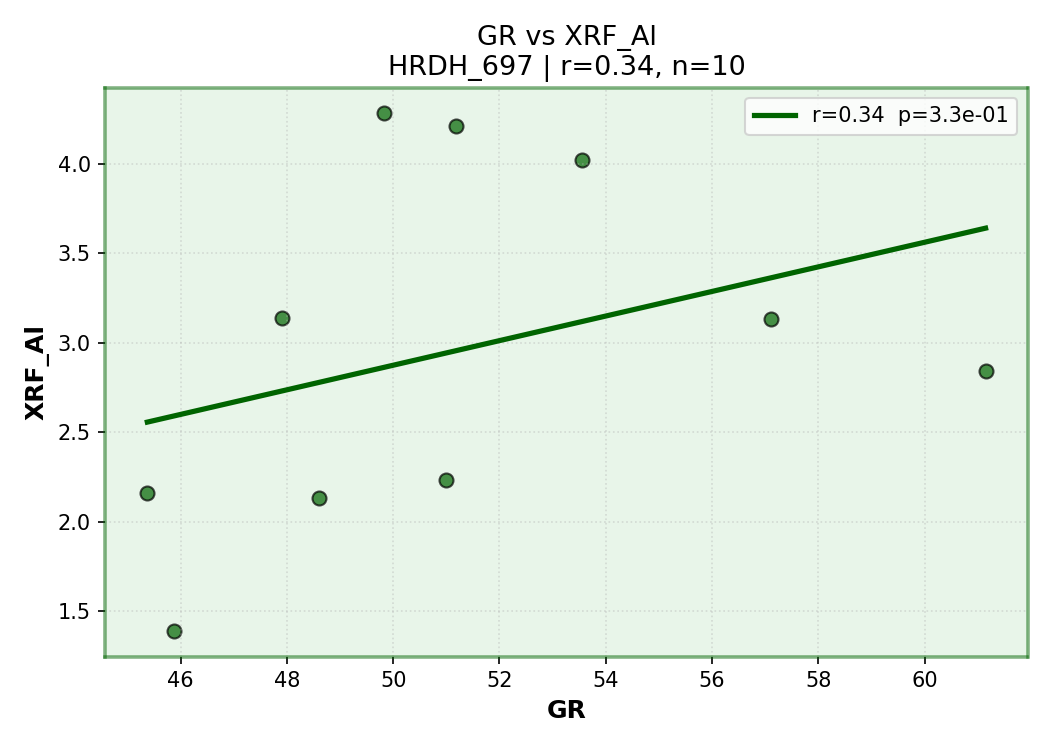 GR vs XRF_Al
HRDH_697 | r=0.34, n=10
r=0.34  p=3.3e-01
XRF_Al
4.0
3.5
3.0
2.5
2.0
1.5
46 48 50 52 54 56 58 60
GR